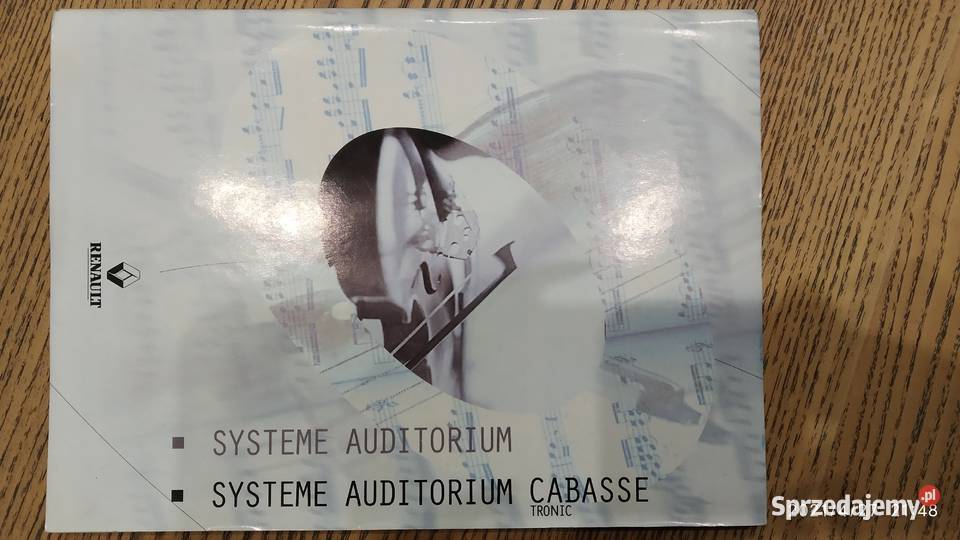 RENAULT
SYSTEME AUDITORIUM
SYSTEME AUDITORIUM CABASSE
TRONIC
Sprzedajemy.pl